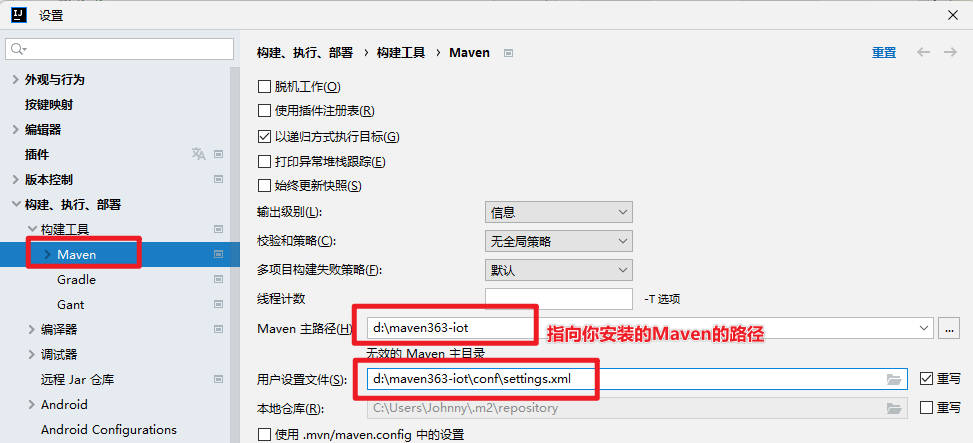 设置
构建、执行、部署 › 构建工具 › Maven 重置
外观与行为
按键映射
编辑器
插件
版本控制
构建、执行、部署
构建工具
Maven
Gradle
Gant
编译器
调试器
远程 Jar 仓库
Android
Android Configurations
脱机工作(O)
使用插件注册表(R)
以递归方式执行目标(G)
打印异常堆栈跟踪(E)
始终更新快照(S)
输出级别(L): 信息
校验和策略(C): 无全局策略
多项目构建失败策略(F): 默认
线程计数 -T 选项
Maven 主路径(H) d:\maven363-iot 指向你安装的Maven的路径 ...
无效的 Maven 主目录
用户设置文件(S): d:\maven363-iot\conf\settings.xml 重写
本地仓库(R): C:\Users\Johnny\.m2\repository 重写
使用 .mvn/maven.config 中的设置